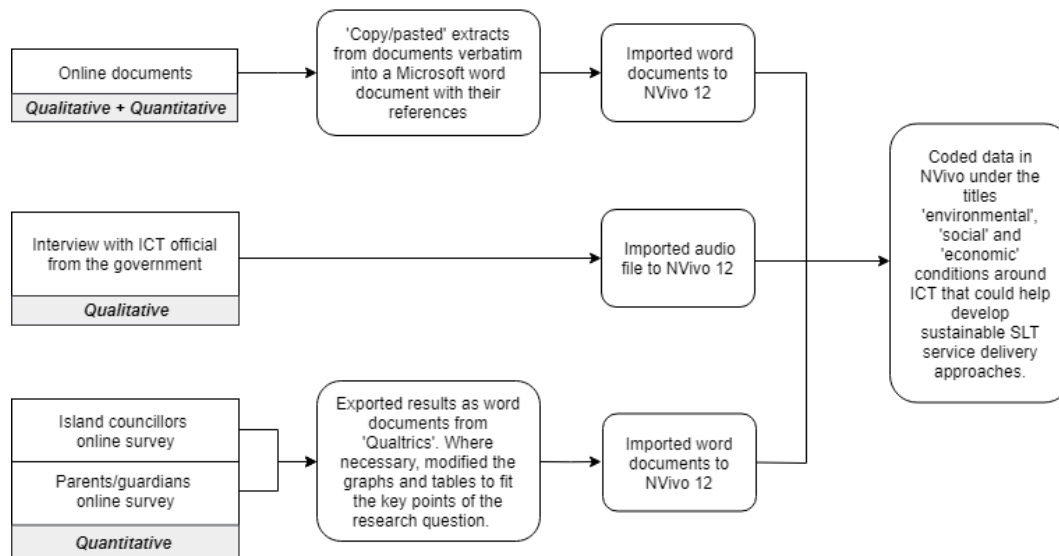 Online documents
Qualitative + Quantitative
'Copy/pasted' extracts
from documents verbatim
into a Microsoft word
document with their
references
Imported word
documents to
NVivo 12
Interview with ICT official
from the government
Qualitative
Imported audio
file to NVivo 12
Island councillors
online survey
Parents/guardians
online survey
Quantitative
Exported results as word
documents from
'Qualtrics'. Where
necessary, modified the
graphs and tables to fit
the key points of the
research question.
Imported word
documents to
NVivo 12
Coded data in
NVivo under the
titles
'environmental',
'social' and
'economic'
conditions around
ICT that could help
develop
sustainable SLT
service delivery
approaches.